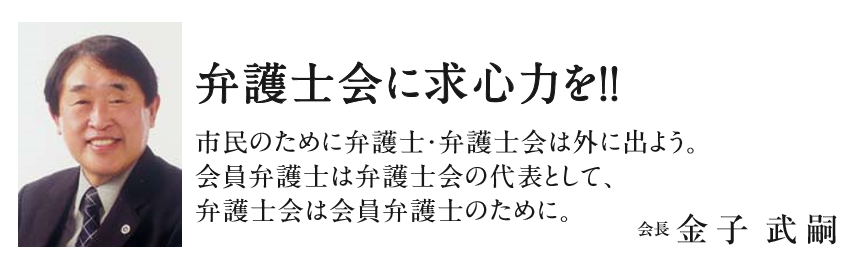 弁護士会に求心力を!!
市民のために弁護士・弁護士会は外に出よう。
会員弁護士は弁護士会の代表として、
弁護士会は会員弁護士のために。
会長 金子 武嗣